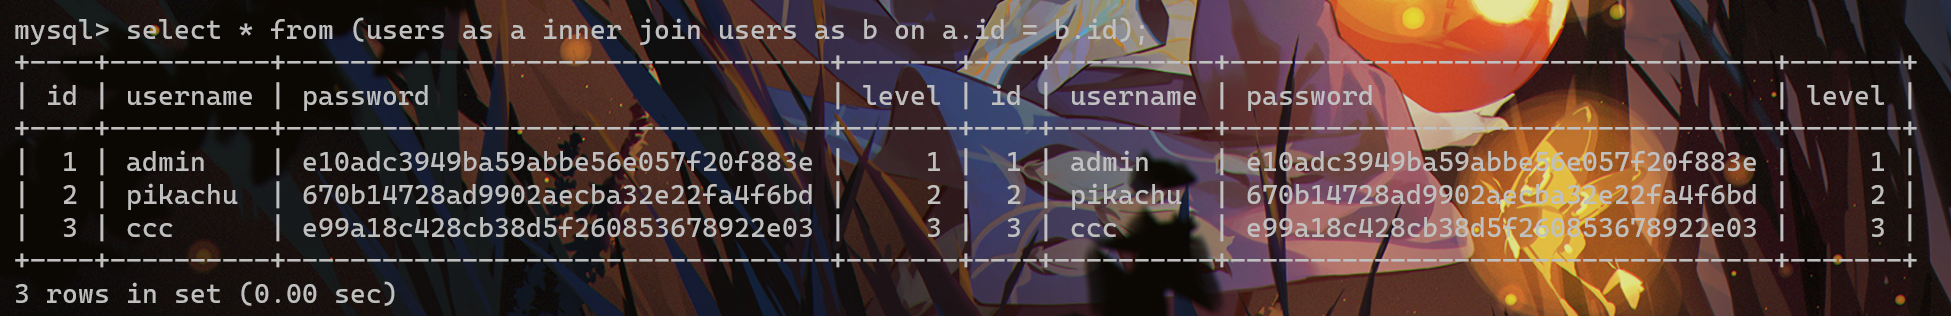 mysql> select * from (users as a inner join users as b on a.id = b.id);
+----+----------+----------------------------------+-------+----+----------+----------------------------------+-------+
| id | username | password                         | level | id | username | password                         | level |
+----+----------+----------------------------------+-------+----+----------+----------------------------------+-------+
|  1 | admin    | e10adc3949ba59abbe56e057f20f883e |     1 |  1 | admin    | e10adc3949ba59abbe56e057f20f883e |     1 |
|  2 | pikachu  | 670b14728ad9902aecba32e22fa4f6bd |     2 |  2 | pikachu  | 670b14728ad9902aecba32e22fa4f6bd |     2 |
|  3 | ccc      | e99a18c428cb38d5f260853678922e03 |     3 |  3 | ccc      | e99a18c428cb38d5f260853678922e03 |     3 |
+----+----------+----------------------------------+-------+----+----------+----------------------------------+-------+
3 rows in set (0.00 sec)